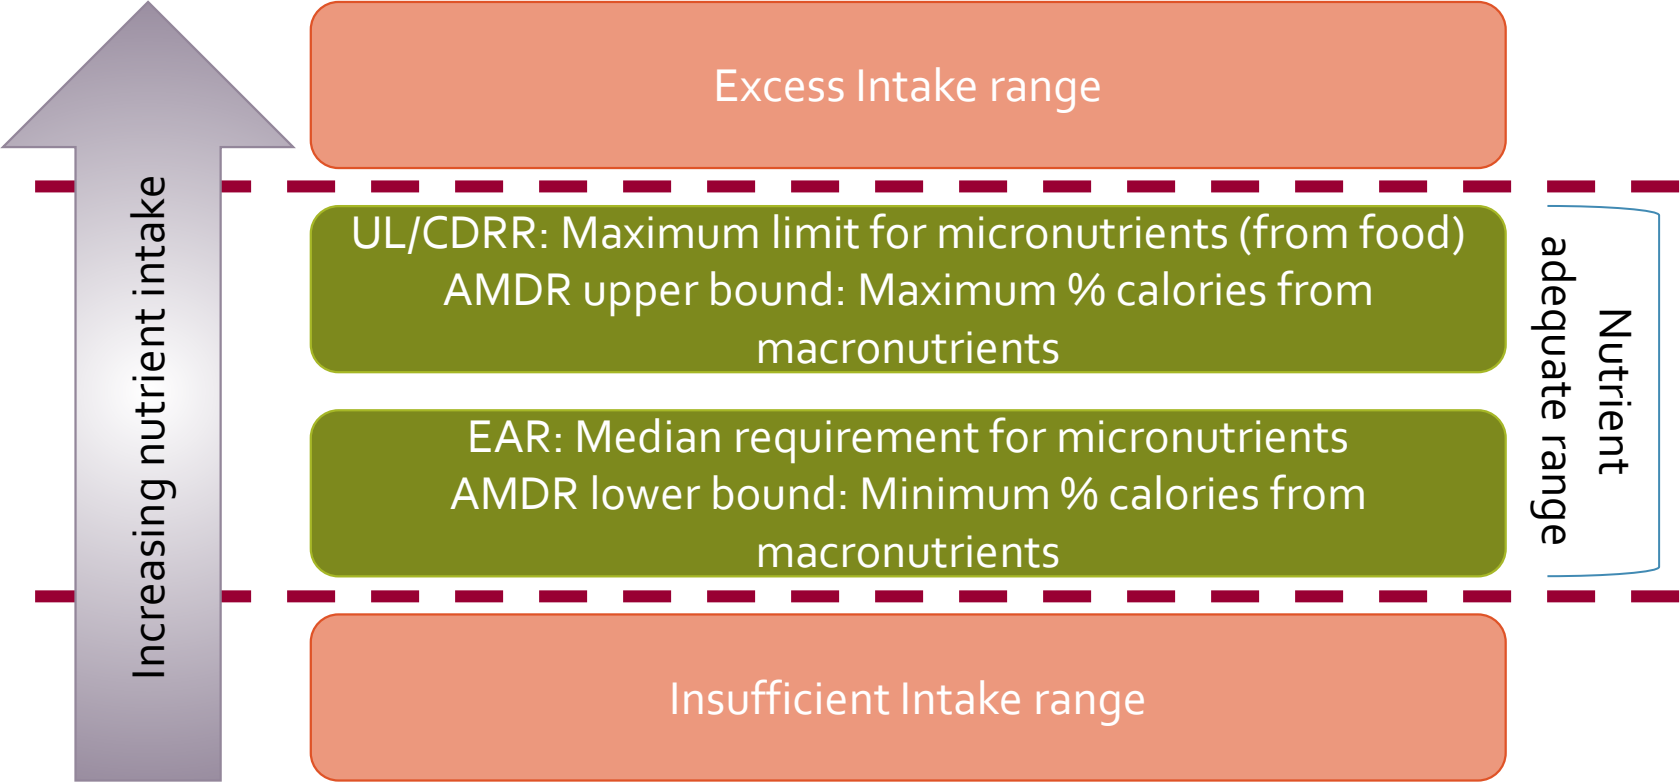 Increasing nutrient intake
Excess Intake range
UL/CDRR: Maximum limit for micronutrients (from food)
AMDR upper bound: Maximum % calories from
macronutrients
EAR: Median requirement for micronutrients
AMDR lower bound: Minimum % calories from
macronutrients
Insufficient Intake range
Nutrient
adequate range